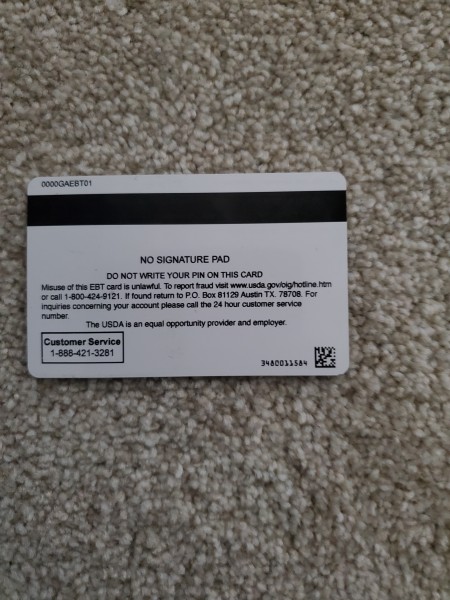 0000GAEBT01
NO SIGNATURE PAD
DO NOT WRITE YOUR PIN ON THIS CARD
Misuse of this EBT card is unlawful. To report fraud visit www.usda.gov/oig/hotline.htm
or call 1-800-424-9121. If found return to P.O. Box 81129 Austin TX. 78708. For
inquiries concerning your account please call the 24 hour customer service
number.
The USDA is an equal opportunity provider and employer.
Customer Service
1-888-421-3281
3480011584